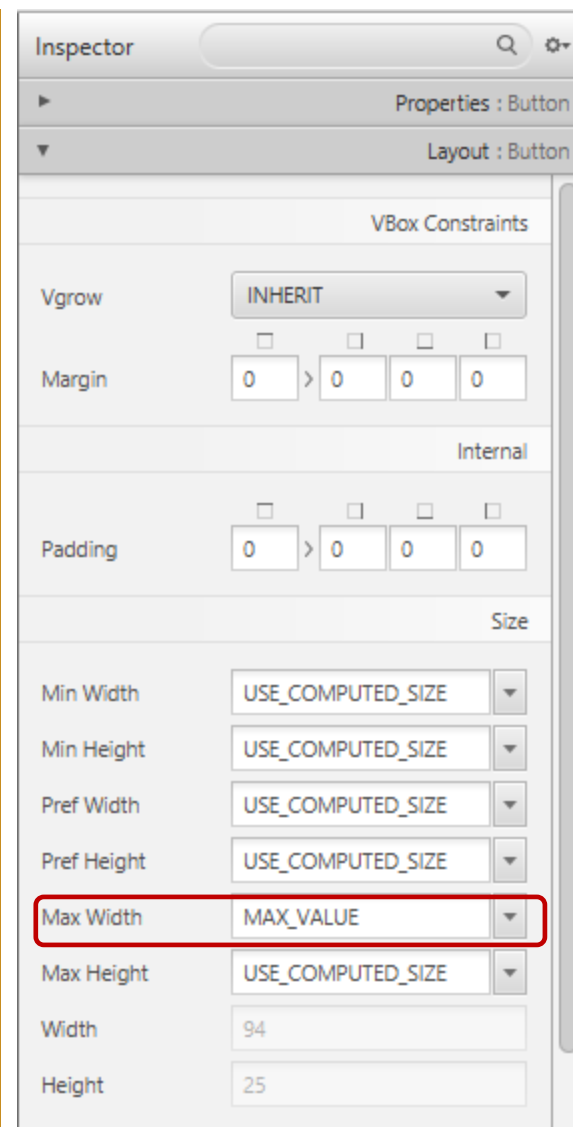 Inspector
Properties : Button
Layout : Button
VBox Constraints
Vgrow INHERIT
Margin 0 > 0 0 0
Internal
Padding 0 > 0 0 0
Size
Min Width USE_COMPUTED_SIZE
Min Height USE_COMPUTED_SIZE
Pref Width USE_COMPUTED_SIZE
Pref Height USE_COMPUTED_SIZE
Max Width MAX_VALUE
Max Height USE_COMPUTED_SIZE
Width 94
Height 25